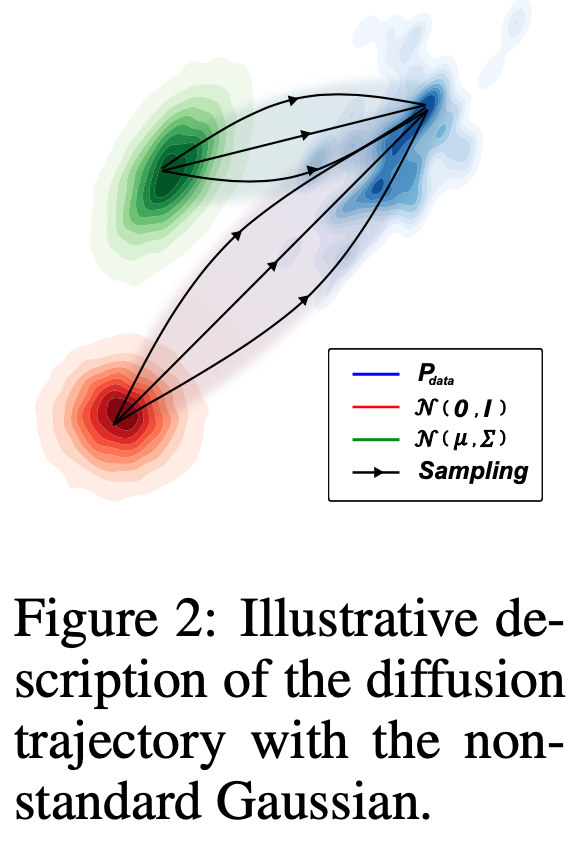 P_data
𝒩(0,I)
𝒩(μ,Σ)
Sampling
Figure 2: Illustrative de-
scription of the diffusion
trajectory with the non-
standard Gaussian.